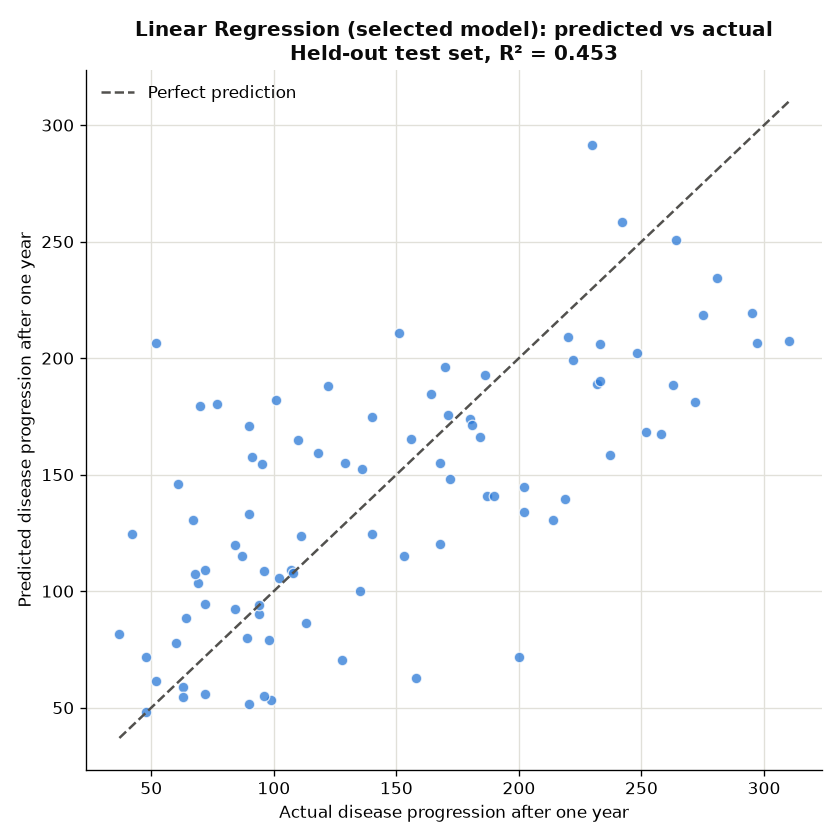 Linear Regression (selected model): predicted vs actual
Held-out test set, R² = 0.453
Perfect prediction
Predicted disease progression after one year
300
250
200
150
100
50
50 100 150 200 250 300
Actual disease progression after one year